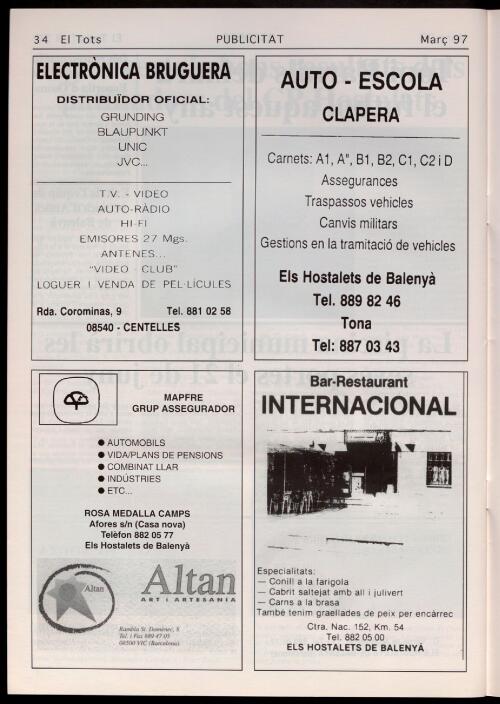 34 El Tots
PUBLICITAT
Març 97
ELECTRÒNICA BRUGUERA
DISTRIBUÏDOR OFICIAL:
GRUNDING
BLAUPUNKT
UNIC
JVC...
T.V. - VIDEO
AUTO-RÀDIO
HI-FI
EMISORES 27 Mgs.
ANTENES...
"VIDEO - CLUB"
LOGUER I VENDA DE PEL·LÍCULES
Rda. Corominas, 9 Tel. 881 02 58
08540 - CENTELLES
AUTO - ESCOLA
CLAPERA
Carnets: A1, A", B1, B2, C1, C2 i D
Assegurances
Traspassos vehicles
Canvis militars
Gestions en la tramitació de vehicles
Els Hostalets de Balenyà
Tel. 889 82 46
Tona
Tel: 887 03 43
MAPFRE
GRUP ASSEGURADOR
● AUTOMOBILS
● VIDA/PLANS DE PENSIONS
● COMBINAT LLAR
● INDÚSTRIES
● ETC...
ROSA MEDALLA CAMPS
Afores s/n (Casa nova)
Telèfon 882 05 77
Els Hostalets de Balenyà
Altan
Altan
ART I ARTESANIA
Rambla St. Domènec, 8
Tel. i Fax 889 47 05
08500 VIC (Barcelona)
Bar-Restaurant
INTERNACIONAL
Especialitats:
— Conill a la farigola
— Cabrit saltejat amb all i julivert
— Carns a la brasa
També tenim graellades de peix per encàrrec
Ctra. Nac. 152, Km. 54
Tel. 882 05 00
ELS HOSTALETS DE BALENYÀ